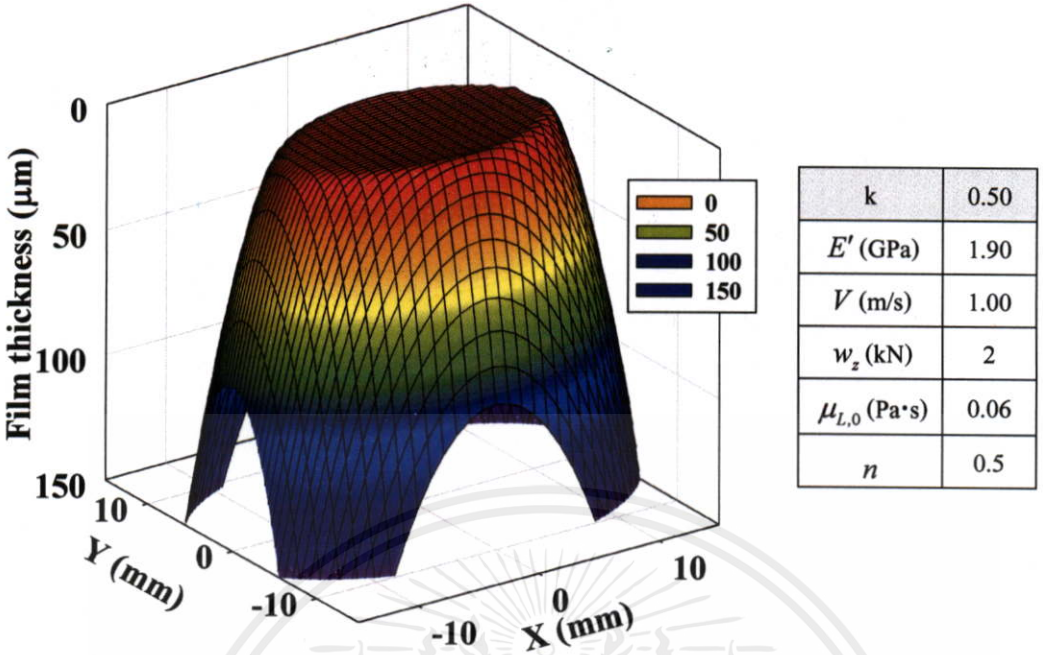 0
50
100
150
Film thickness (μm)
10
0
-10
Y (mm)
-10
0
10
X (mm)
0
50
100
150
k 0.50
E′ (GPa) 1.90
V (m/s) 1.00
w_z (kN) 2
μ_{L,0} (Pa·s) 0.06
n 0.5